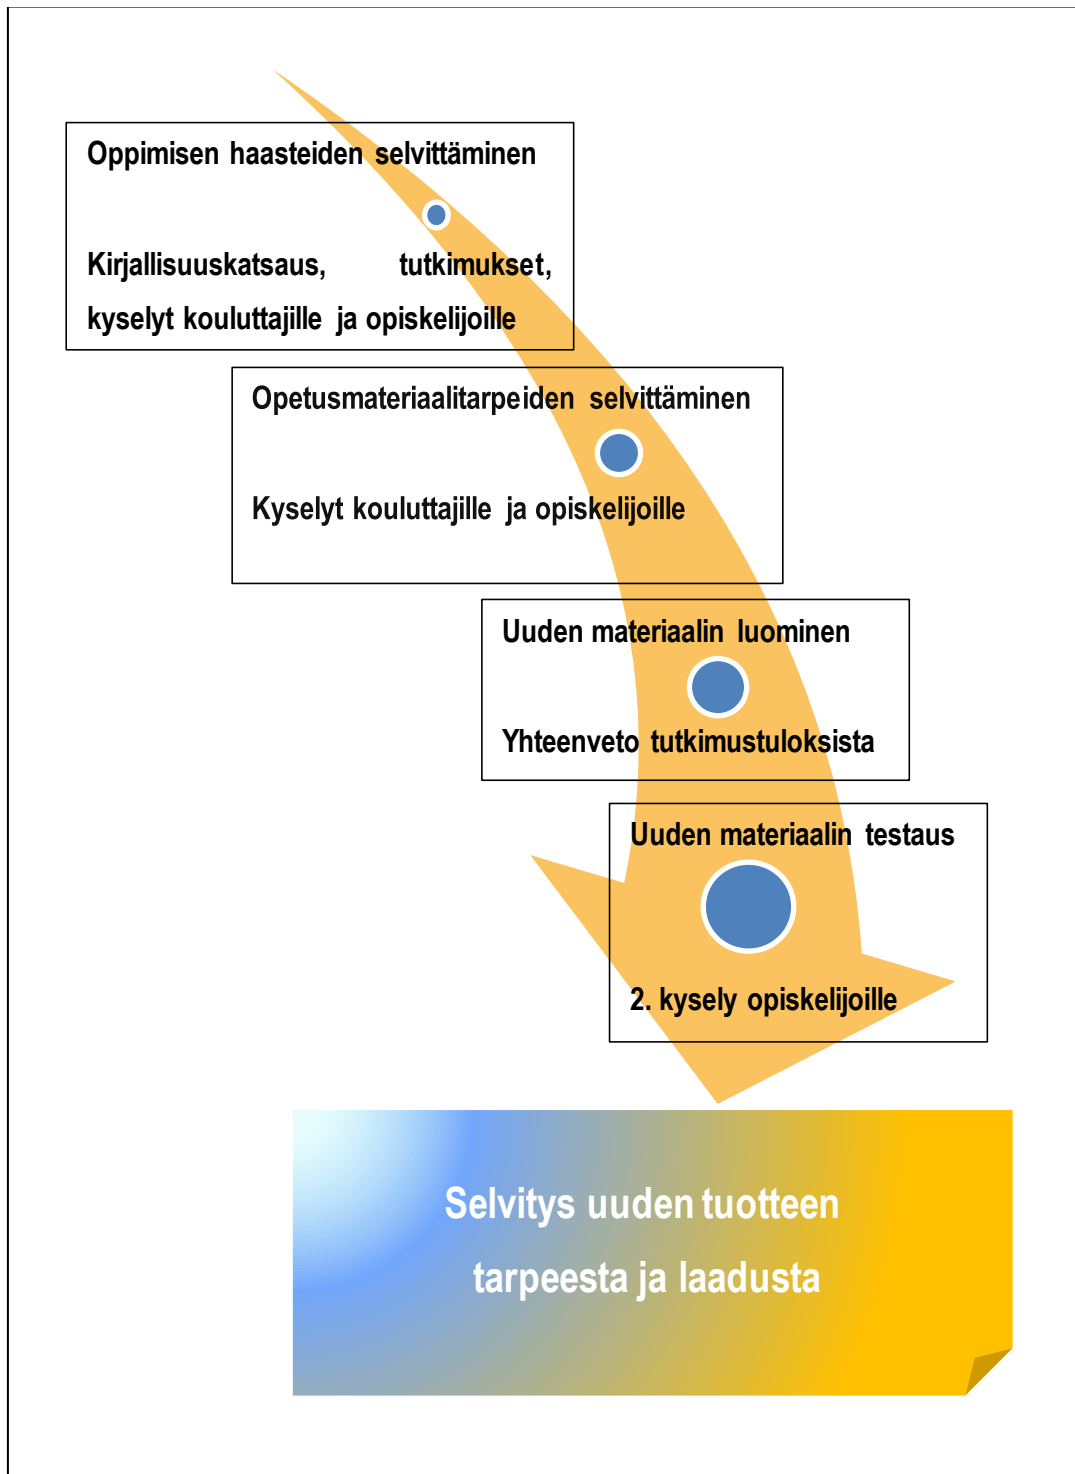 Oppimisen haasteiden selvittäminen
Kirjallisuuskatsaus, tutkimukset,
kyselyt kouluttajille ja opiskelijoille
Opetusmateriaalitarpeiden selvittäminen
Kyselyt kouluttajille ja opiskelijoille
Uuden materiaalin luominen
Yhteenveto tutkimustuloksista
Uuden materiaalin testaus
2. kysely opiskelijoille
Selvitys uuden tuotteen
tarpeesta ja laadusta